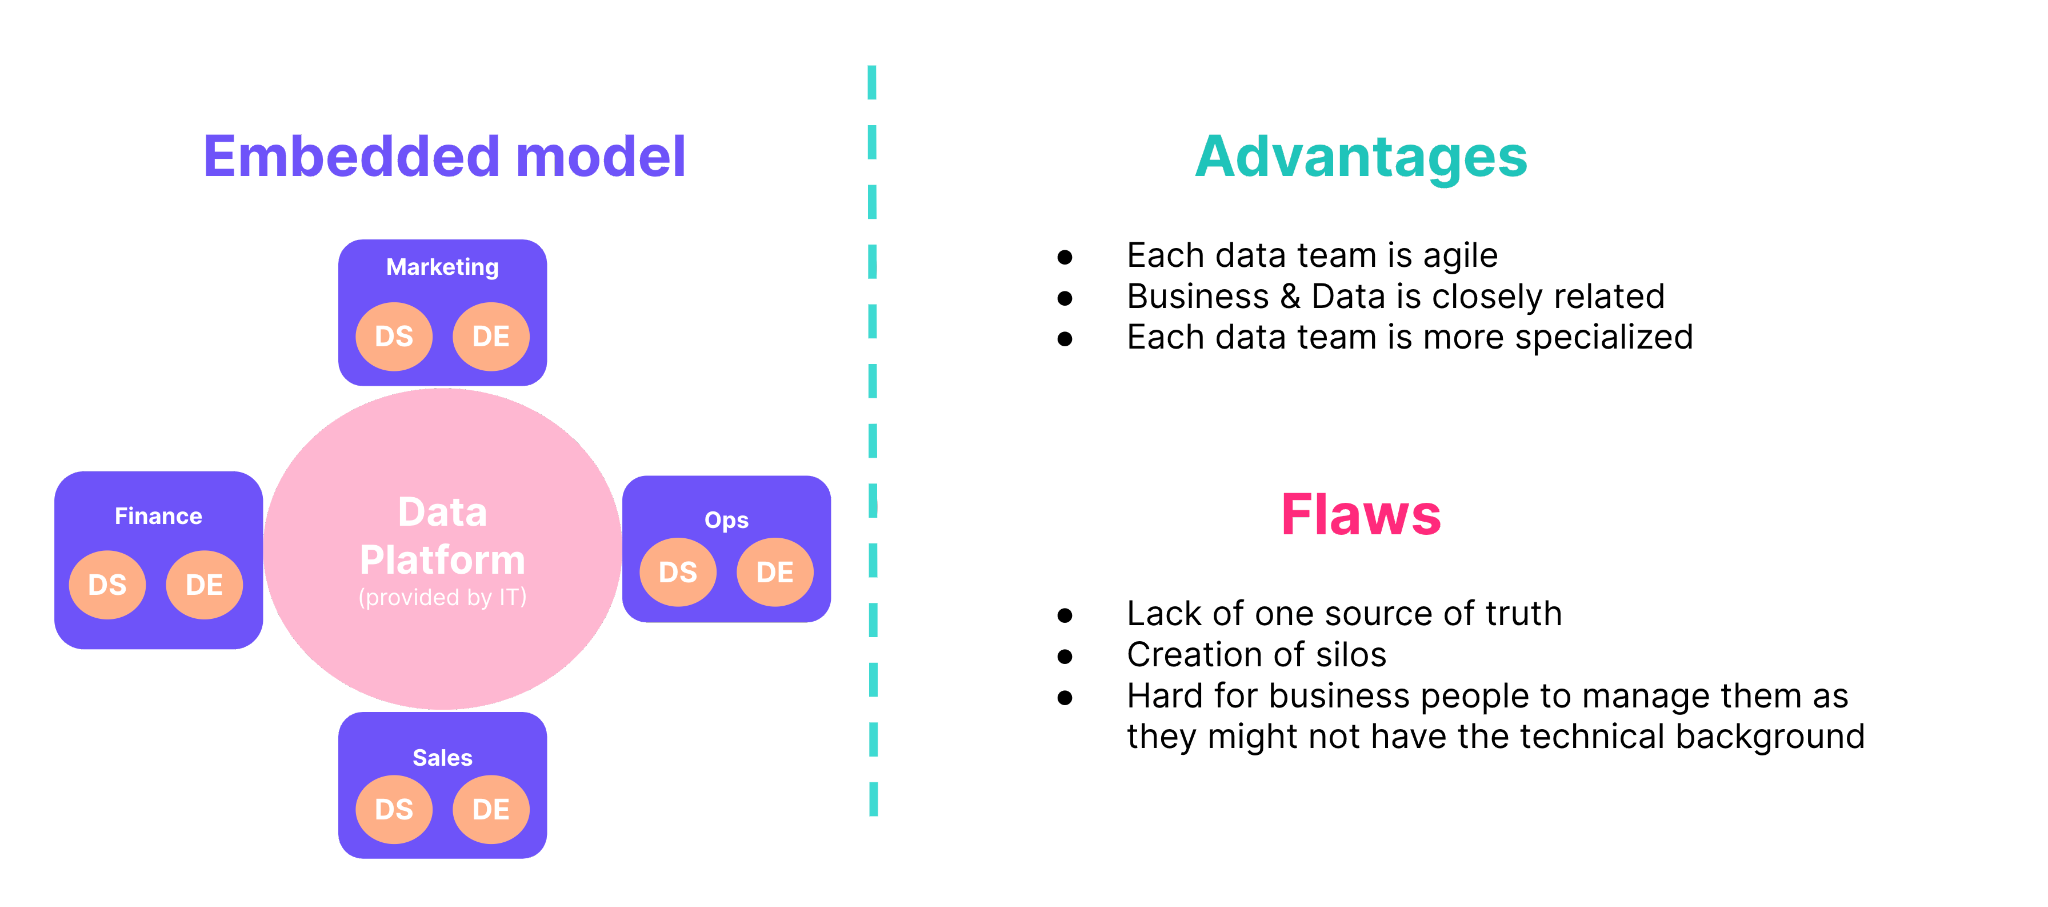 Embedded model
Marketing
DS DE
Finance
DS DE
Data
Platform
(provided by IT)
Ops
DS DE
Sales
DS DE
Advantages
● Each data team is agile
● Business & Data is closely related
● Each data team is more specialized
Flaws
● Lack of one source of truth
● Creation of silos
● Hard for business people to manage them as
they might not have the technical background